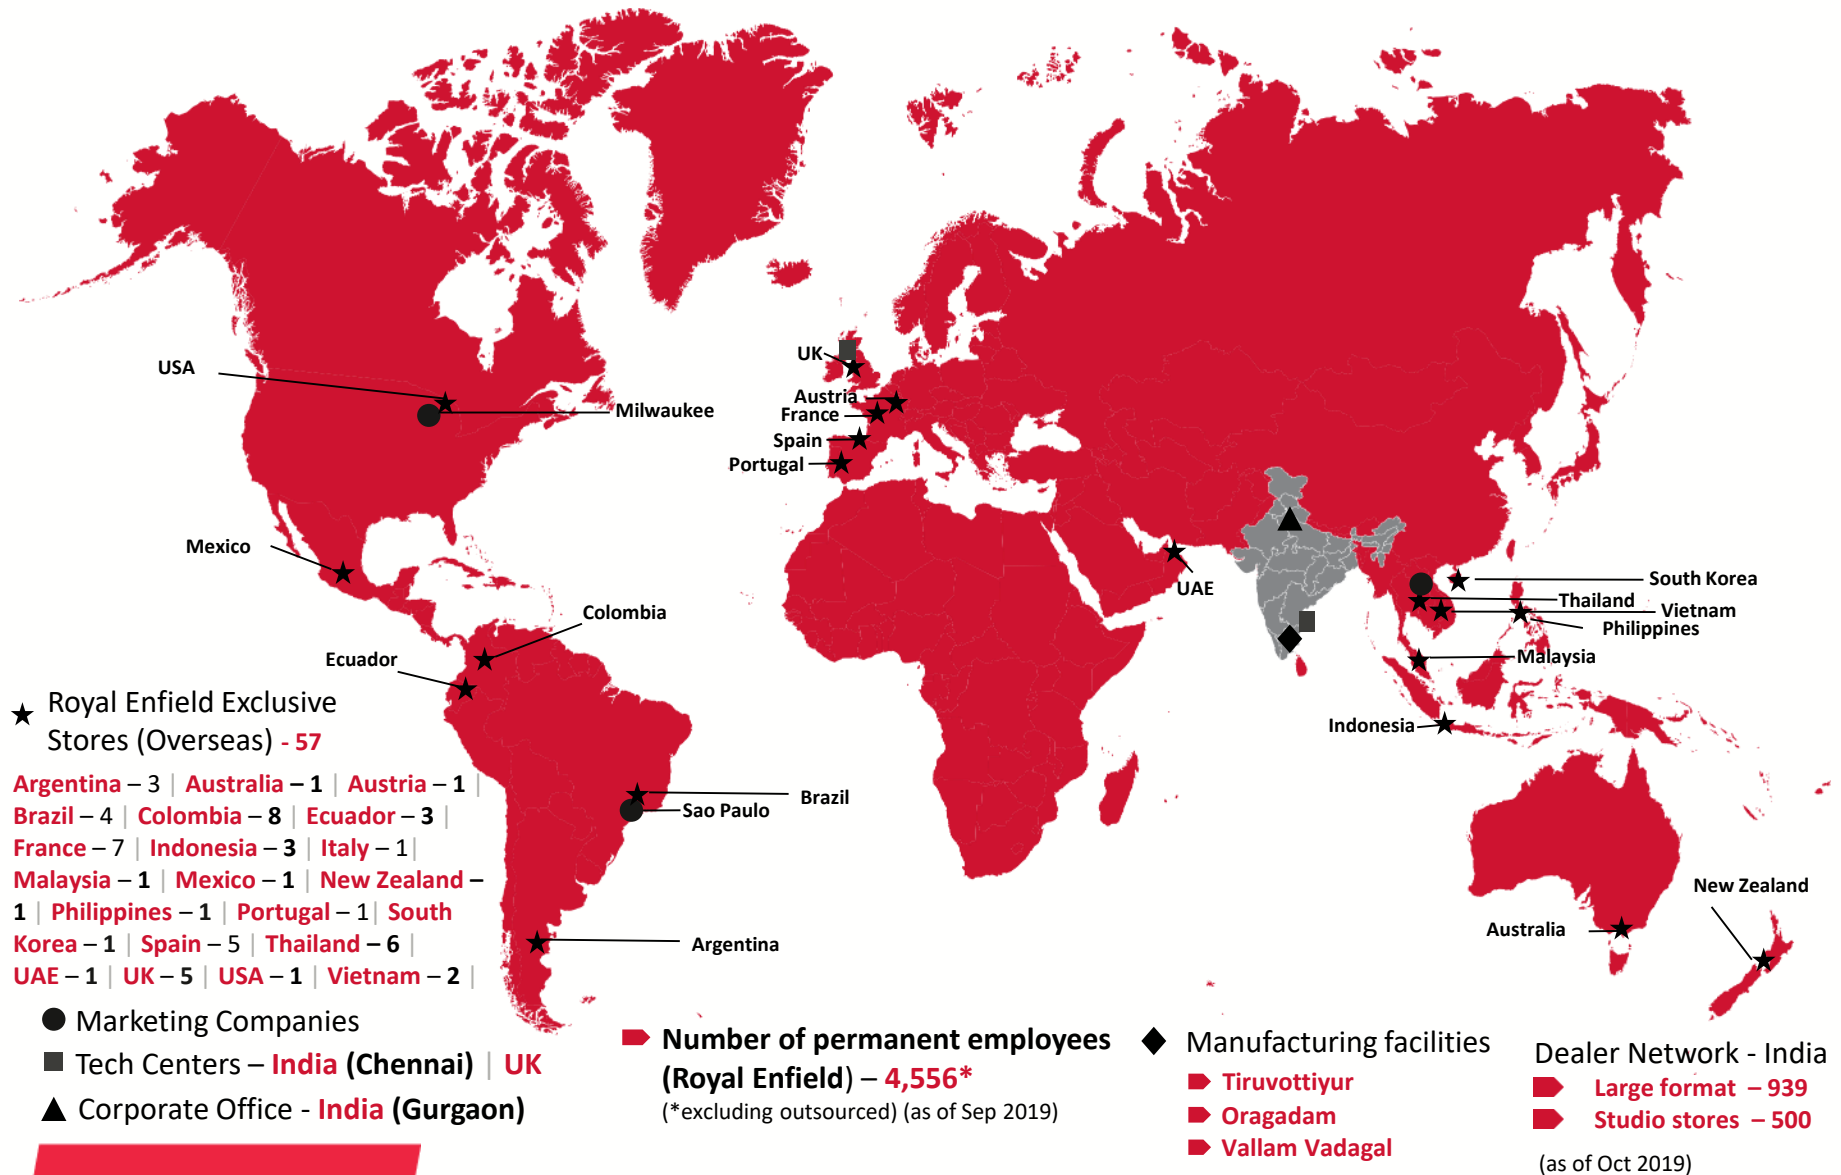 USA
Milwaukee
Mexico
Colombia
Ecuador
Brazil
Sao Paulo
Argentina
UK
Austria
France
Spain
Portugal
UAE
South Korea
Thailand
Vietnam
Philippines
Malaysia
Indonesia
Australia
New Zealand
Royal Enfield Exclusive
Stores (Overseas) - 57
Argentina – 3 | Australia – 1 | Austria – 1 |
Brazil – 4 | Colombia – 8 | Ecuador – 3 |
France – 7 | Indonesia – 3 | Italy – 1|
Malaysia – 1 | Mexico – 1 | New Zealand –
1 | Philippines – 1 | Portugal – 1| South
Korea – 1 | Spain – 5 | Thailand – 6 |
UAE – 1 | UK – 5 | USA – 1 | Vietnam – 2 |
Marketing Companies
Tech Centers – India (Chennai) | UK
Corporate Office - India (Gurgaon)
Number of permanent employees
(Royal Enfield) – 4,556*
(*excluding outsourced) (as of Sep 2019)
Manufacturing facilities
Tiruvottiyur
Oragadam
Vallam Vadagal
Dealer Network - India
Large format – 939
Studio stores – 500
(as of Oct 2019)